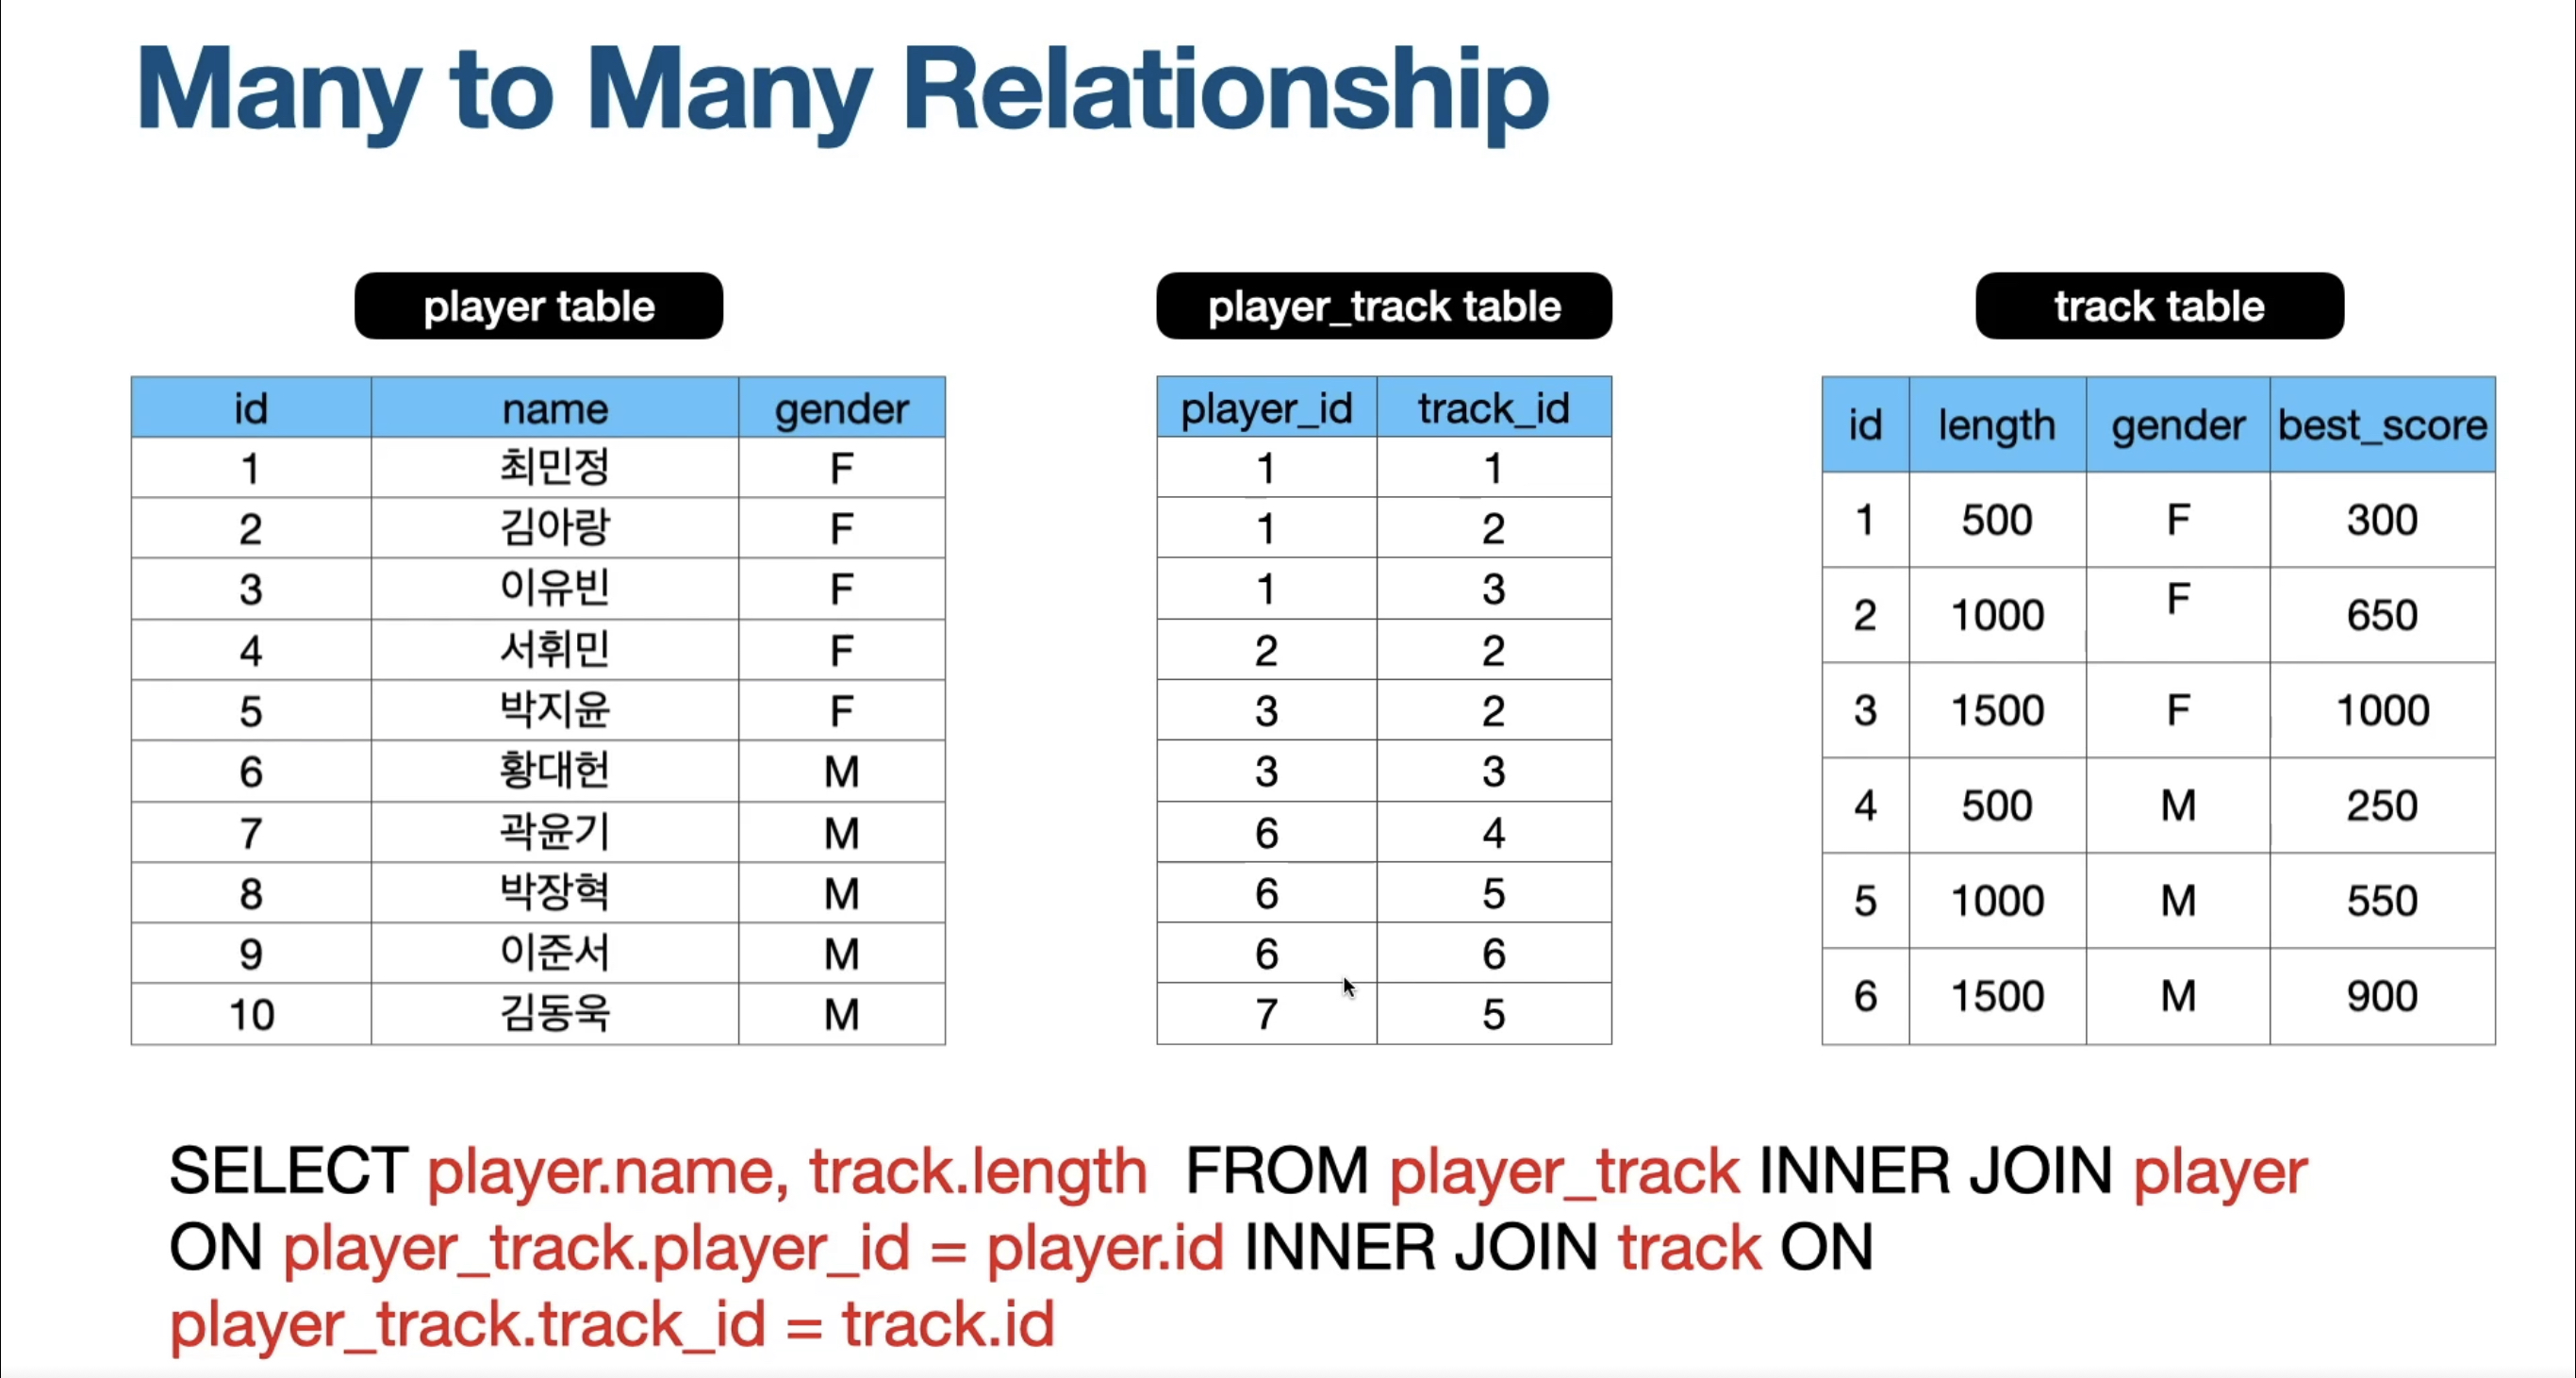 Many to Many Relationship
player table
id name gender
1 최민정 F
2 김아랑 F
3 이유빈 F
4 서휘민 F
5 박지윤 F
6 황대헌 M
7 곽윤기 M
8 박장혁 M
9 이준서 M
10 김동욱 M
player_track table
player_id track_id
1 1
1 2
1 3
2 2
3 2
3 3
6 4
6 5
6 6
7 5
track table
id length gender best_score
1 500 F 300
2 1000 F 650
3 1500 F 1000
4 500 M 250
5 1000 M 550
6 1500 M 900
SELECT player.name, track.length FROM player_track INNER JOIN player
ON player_track.player_id = player.id INNER JOIN track ON
player_track.track_id = track.id